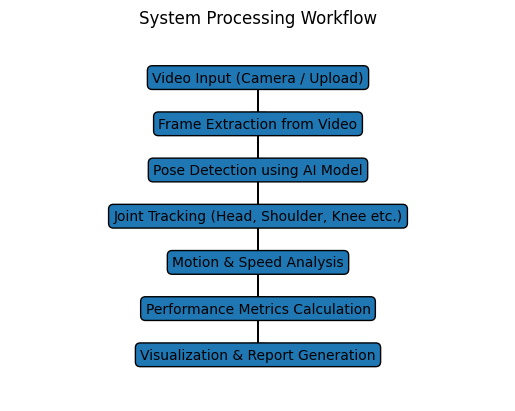 System Processing Workflow
Video Input (Camera / Upload)
Frame Extraction from Video
Pose Detection using AI Model
Joint Tracking (Head, Shoulder, Knee etc.)
Motion & Speed Analysis
Performance Metrics Calculation
Visualization & Report Generation